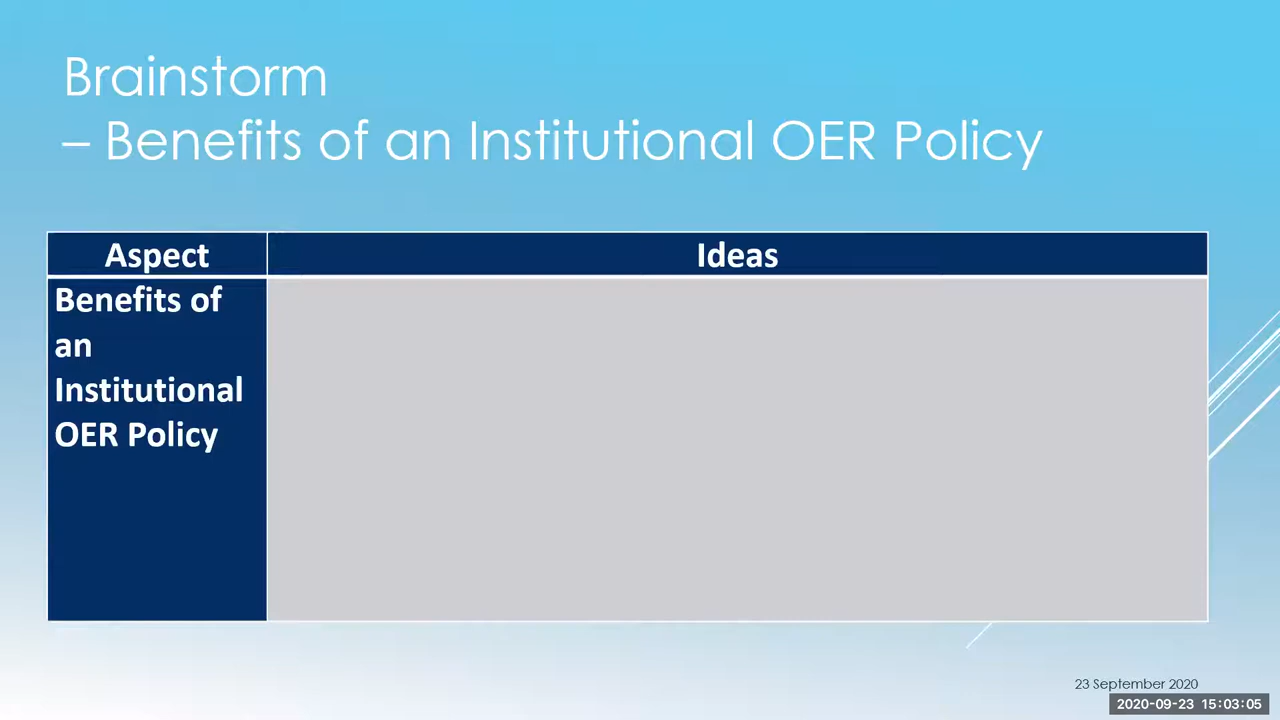 Brainstorm
– Benefits of an Institutional OER Policy
Aspect
Ideas
Benefits of
an
Institutional
OER Policy
23 September 2020
2020-09-23 15:03:05